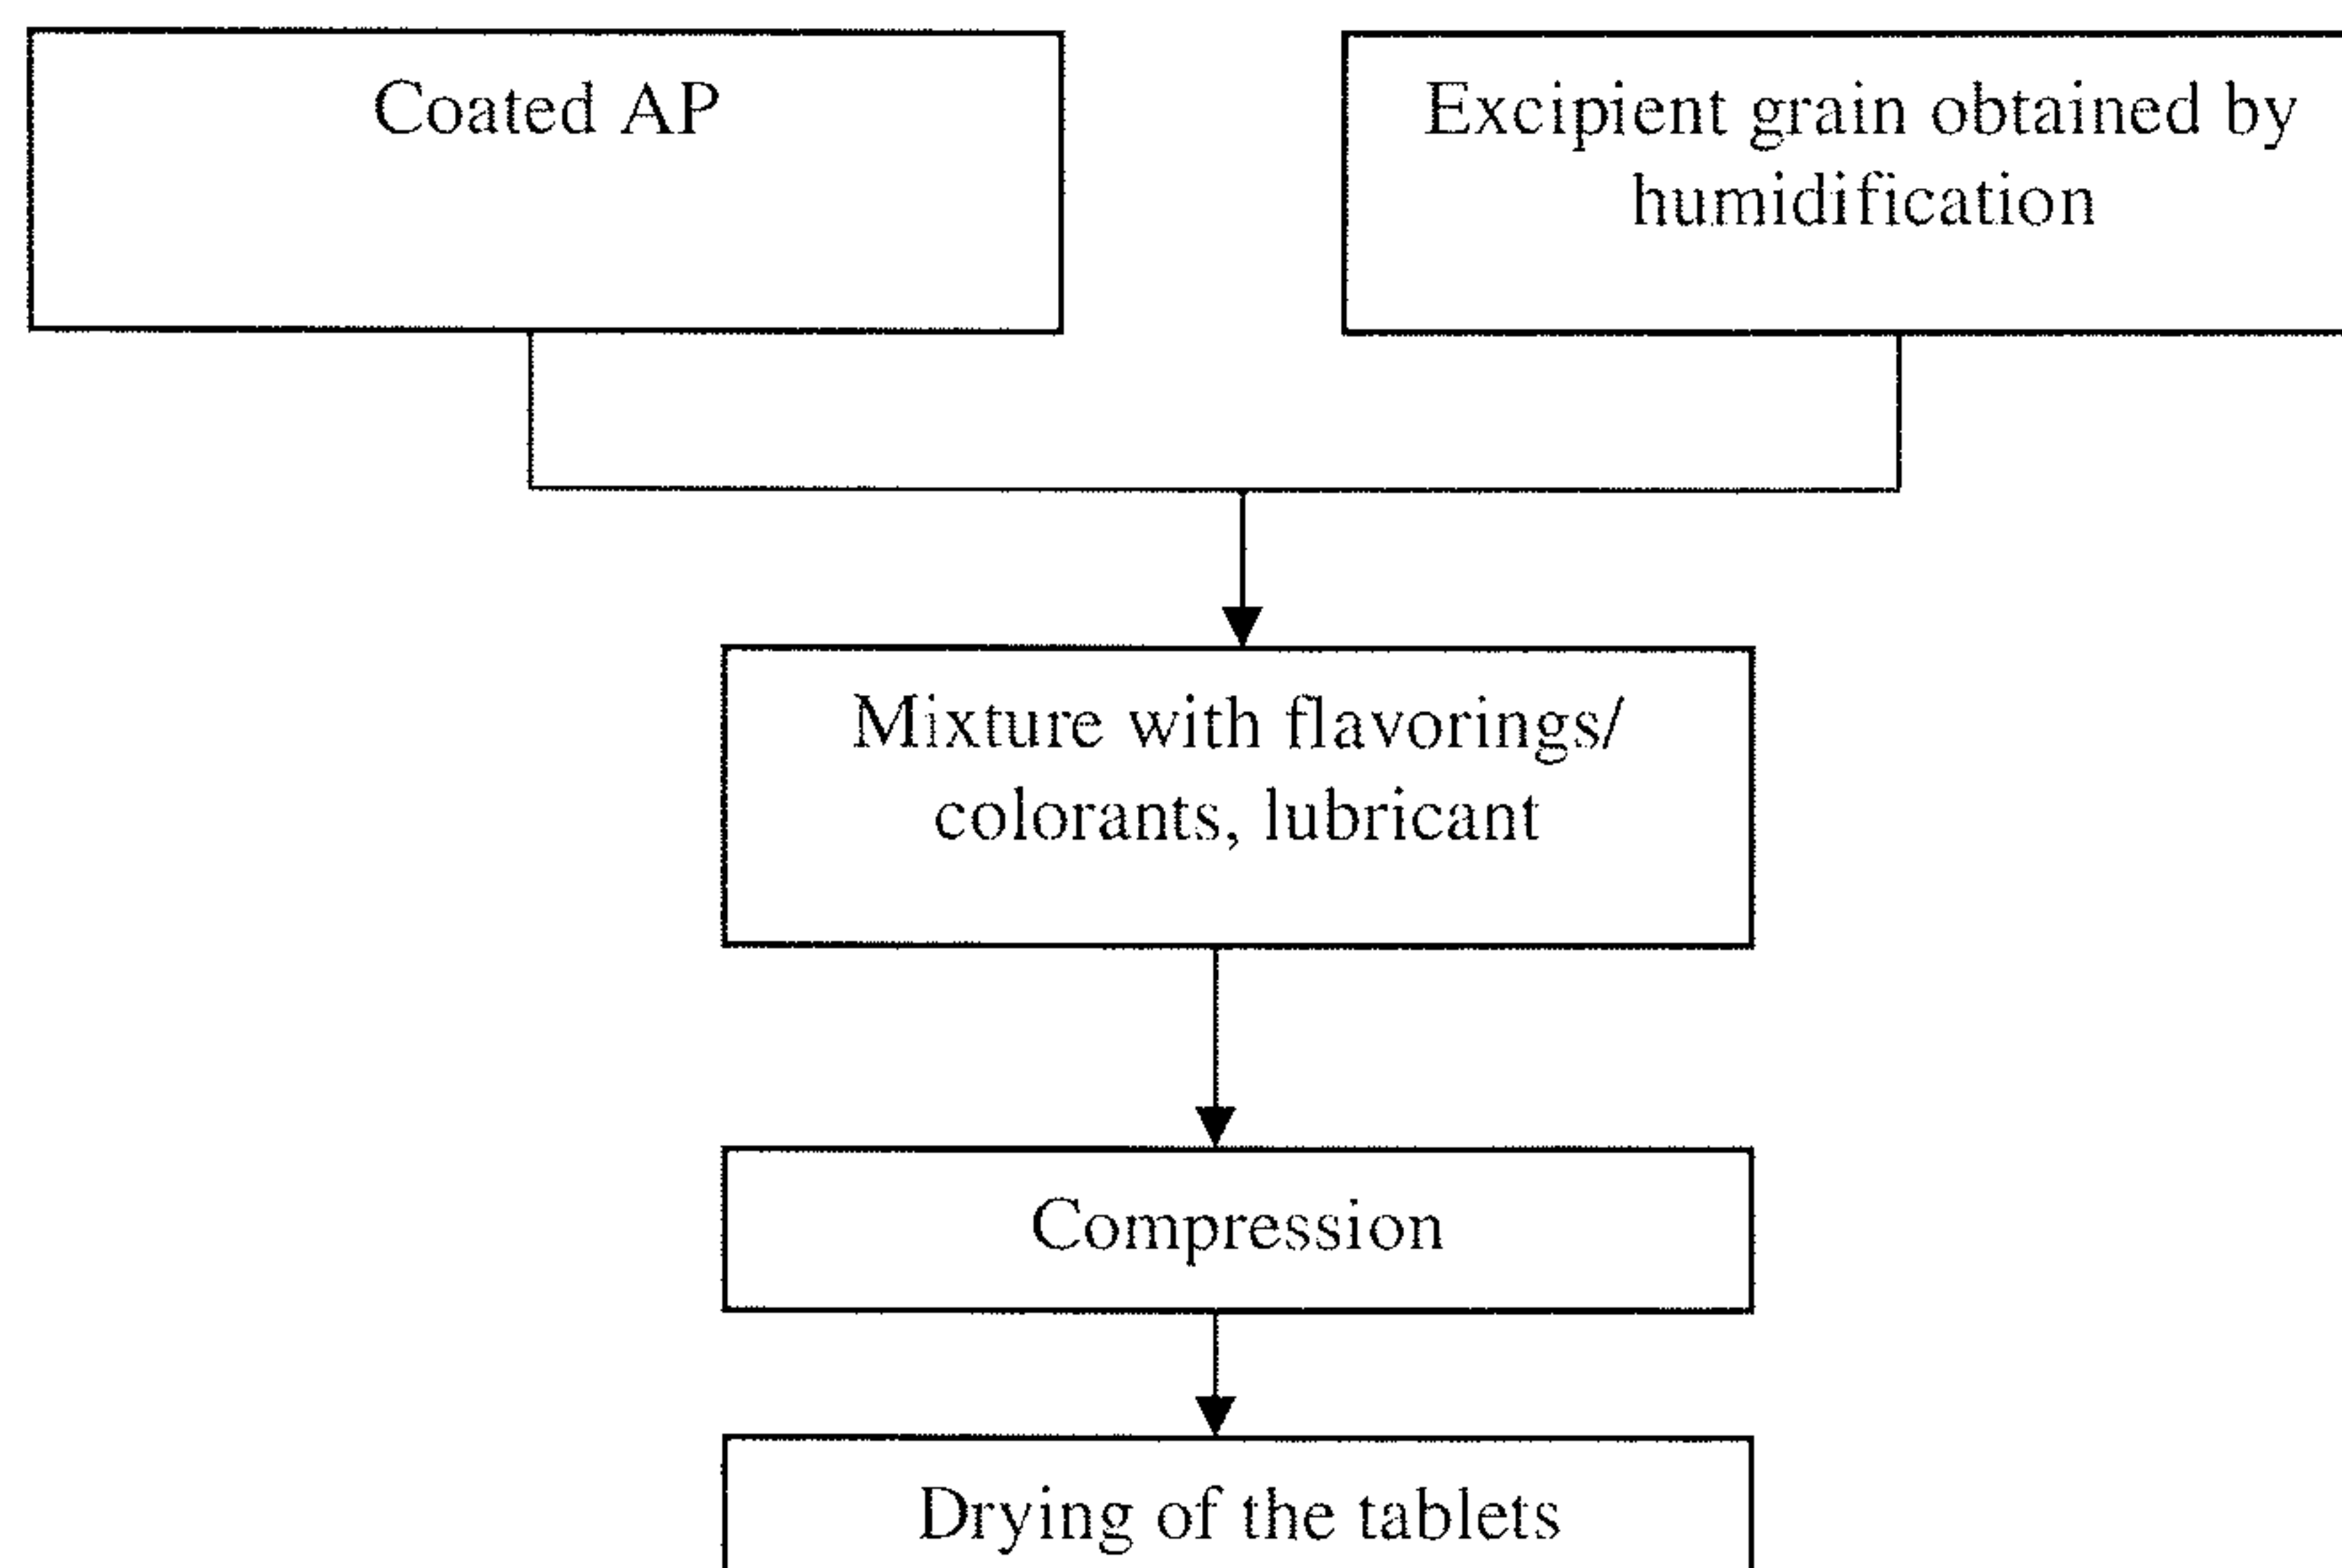 Coated AP
Excipient grain obtained by
humidification
Mixture with flavorings/
colorants, lubricant
Compression
Drying of the tablets